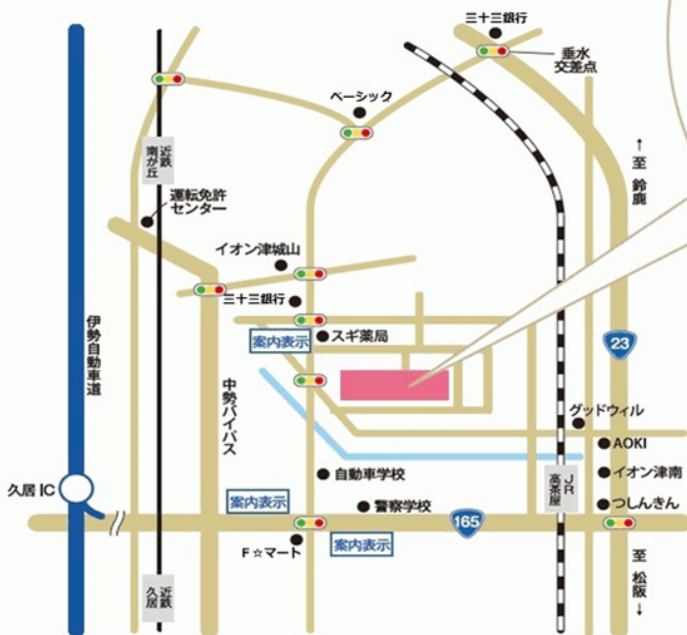 三十三銀行
垂水
交差点
ベーシック
↑
至
鈴鹿
近鉄
南が丘
運転免許
センター
イオン津城山
三十三銀行
伊勢自動車道
案内表示
スギ薬局
23
中勢バイパス
グッドウィル
AOKI
自動車学校
JR
高茶屋
イオン津南
久居 IC
案内表示
警察学校
つしんきん
165
F☆マート
案内表示
近鉄
久居
至
松阪
↓